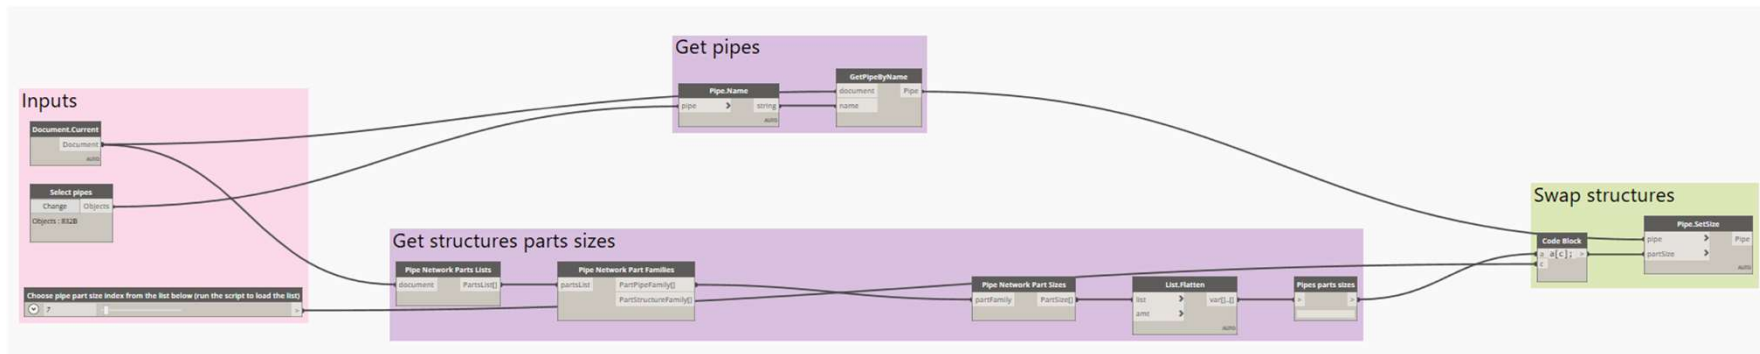 Inputs
Document.Current
Document
AUTO
Select pipes
Change Objects
Objects : 832B
Choose pipe part size index from the list below (run the script to load the list)
7 >
Get pipes
Pipe.Name
pipe > string
AUTO
GetPipeByName
document Pipe
name
Get structures parts sizes
Pipe Network Parts Lists
document PartsList[]
Pipe Network Part Families
partsList PartPipeFamily[]
PartStructureFamily[]
Pipe Network Part Sizes
partFamily PartSize[]
List.Flatten
list > var[]..[]
amt >
AUTO
Pipes parts sizes
> >
Swap structures
Code Block
a a[c]; >
c
Pipe.SetSize
pipe > Pipe
partSize >
AUTO